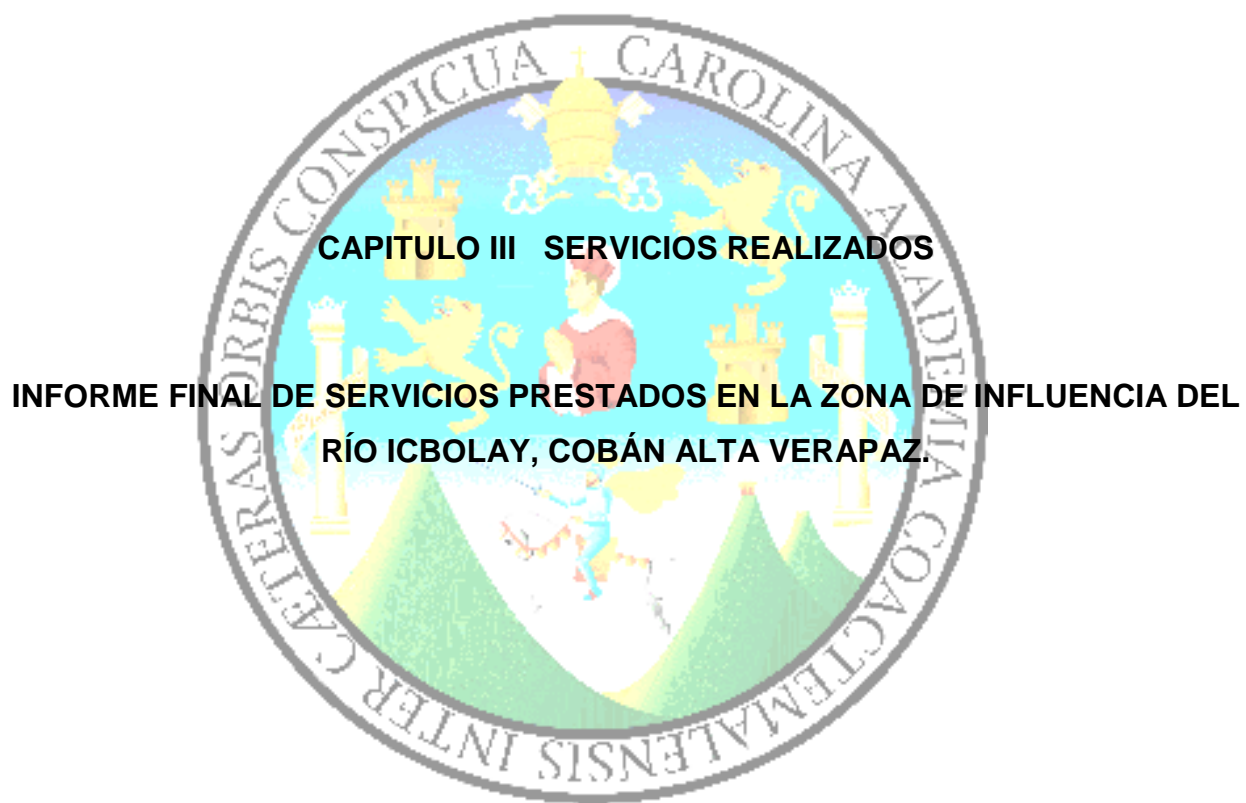 CAPITULO III SERVICIOS REALIZADOS
INFORME FINAL DE SERVICIOS PRESTADOS EN LA ZONA DE INFLUENCIA DEL
RÍO ICBOLAY, COBÁN ALTA VERAPAZ.
CAROLINA ACADEMIA COACTEMALENSIS INTER CÆTERAS ORBIS CONSPICUA